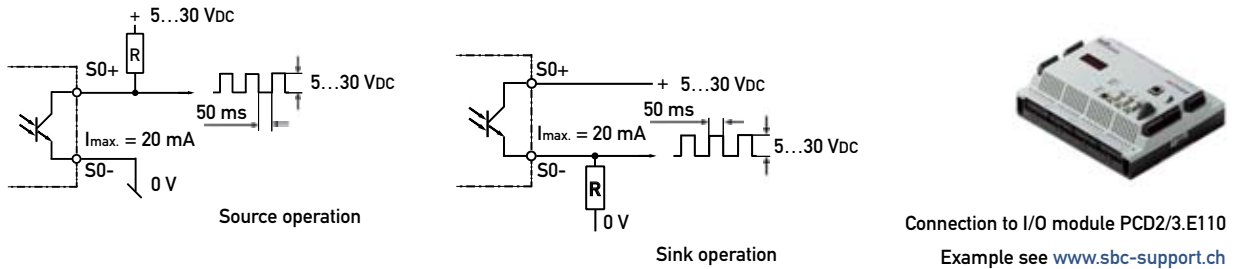 + 5...30 VDC
R
S0+
5...30 VDC
50 ms
Imax. = 20 mA
S0-
0 V
Source operation
S0+
+ 5...30 VDC
50 ms
Imax. = 20 mA
5...30 VDC
S0-
R
0 V
Sink operation
Connection to I/O module PCD2/3.E110
Example see www.sbc-support.ch